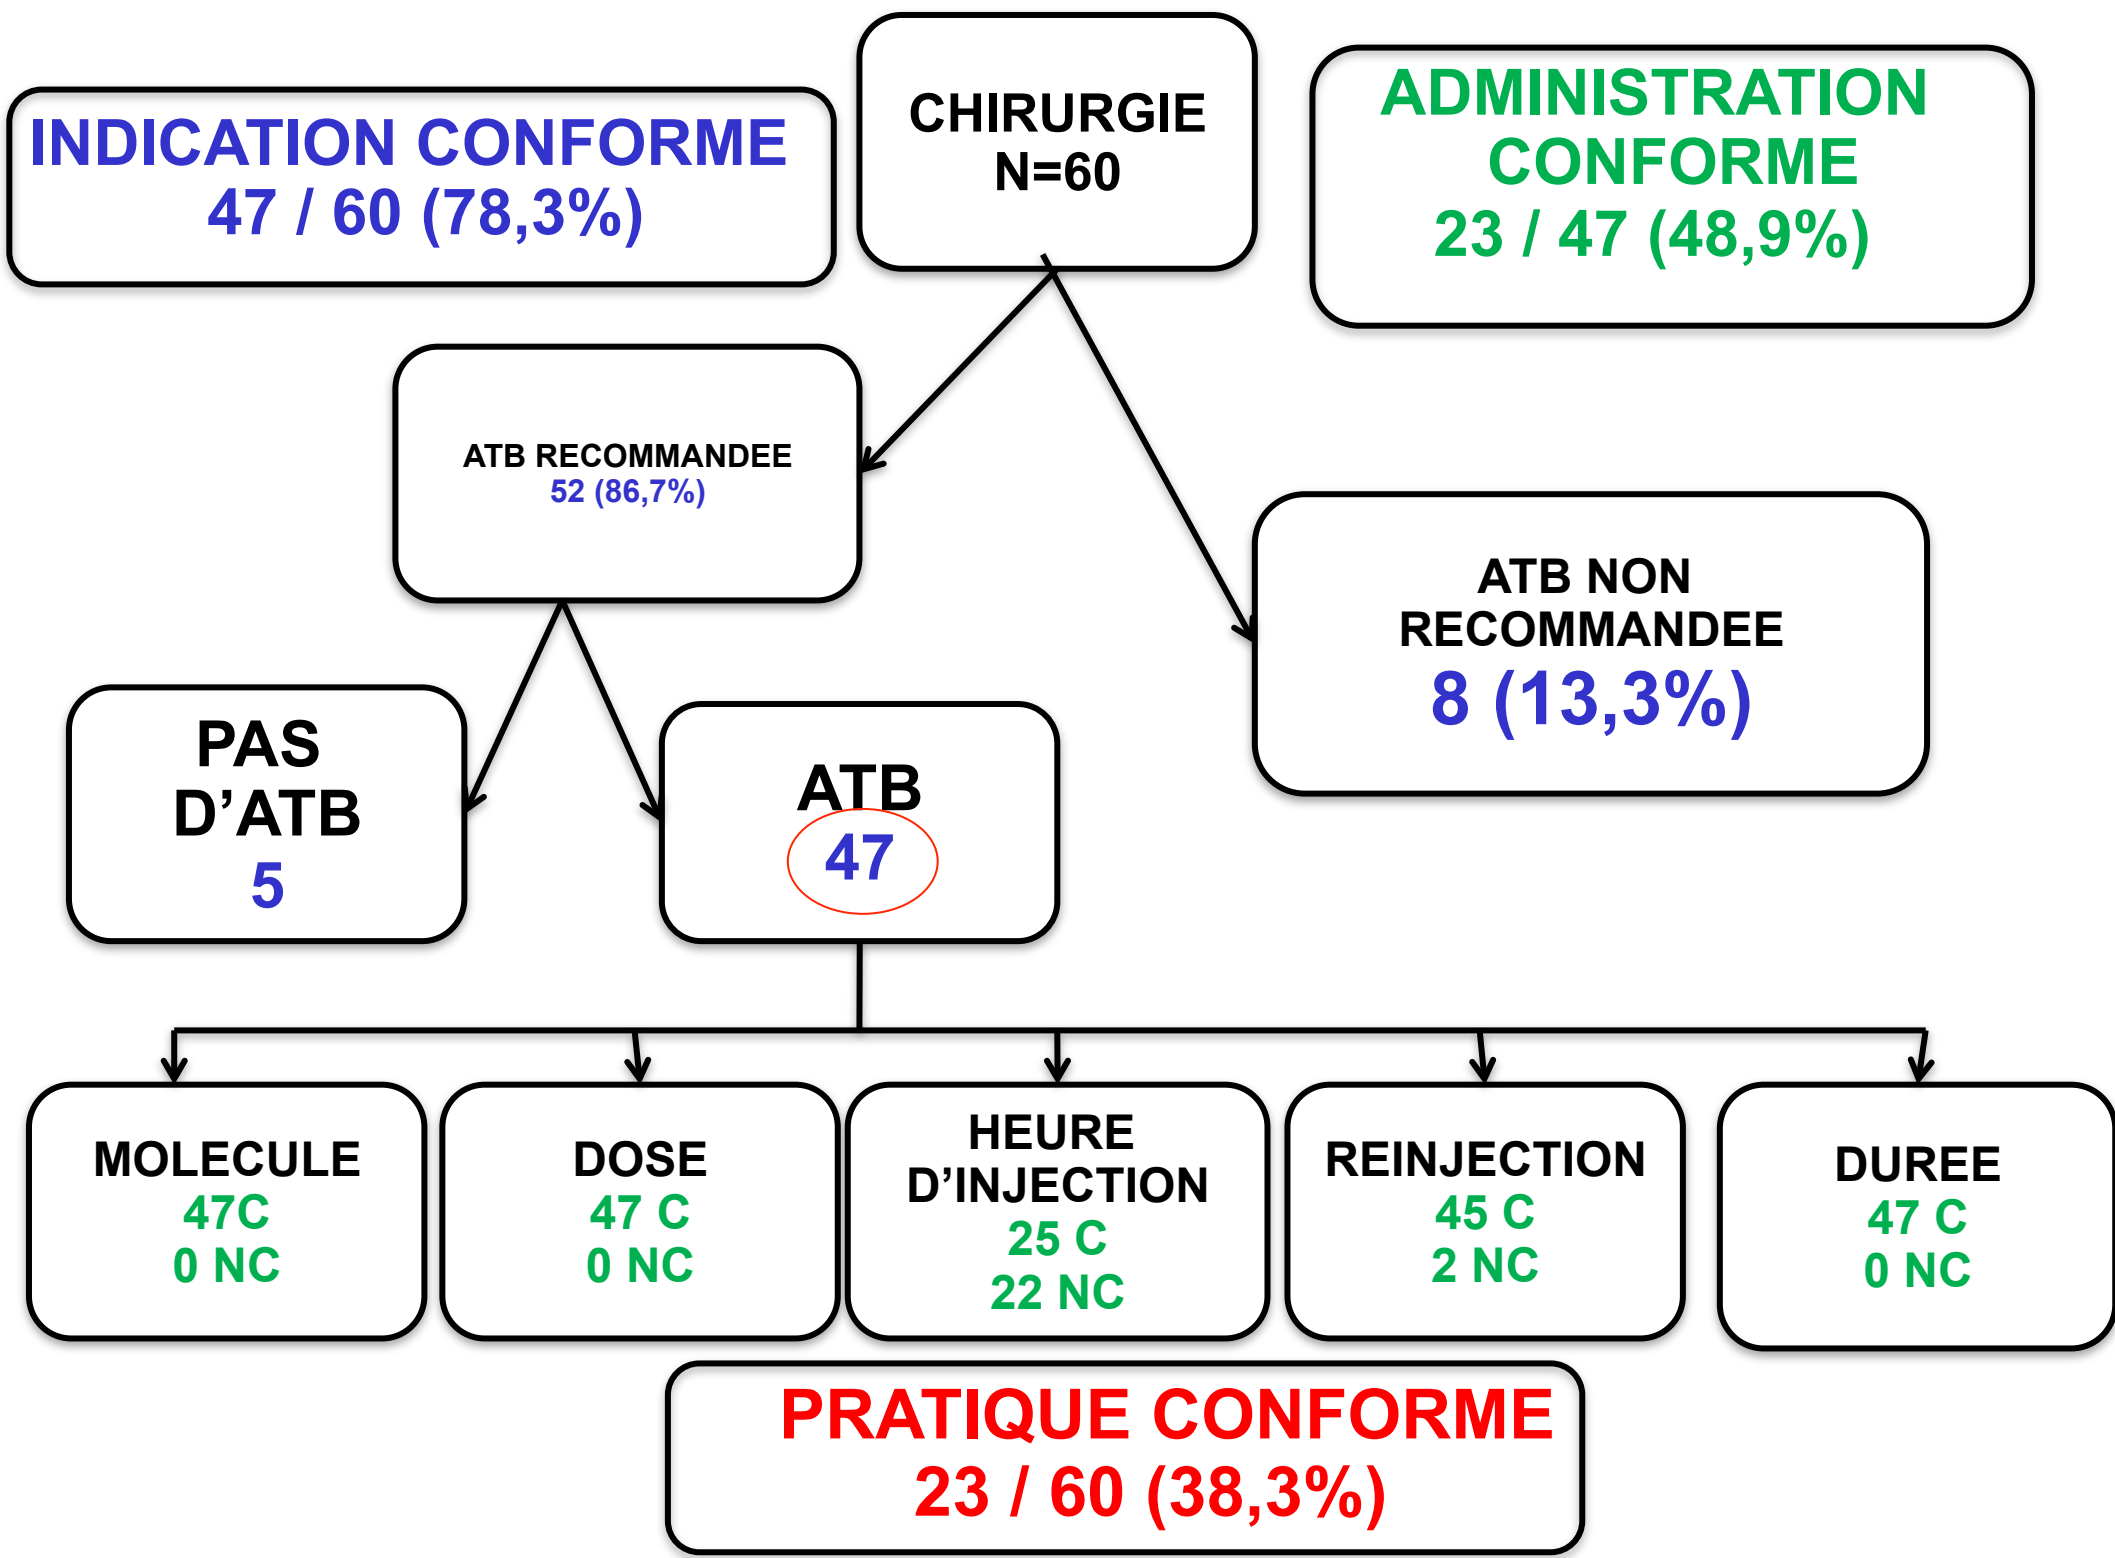 INDICATION CONFORME
47 / 60 (78,3%)
CHIRURGIE
N=60
ADMINISTRATION
CONFORME
23 / 47 (48,9%)
ATB RECOMMANDEE
52 (86,7%)
ATB NON
RECOMMANDEE
8 (13,3%)
PAS
D’ATB
5
ATB
47
MOLECULE
47C
0 NC
DOSE
47 C
0 NC
HEURE
D’INJECTION
25 C
22 NC
REINJECTION
45 C
2 NC
DUREE
47 C
0 NC
PRATIQUE CONFORME
23 / 60 (38,3%)